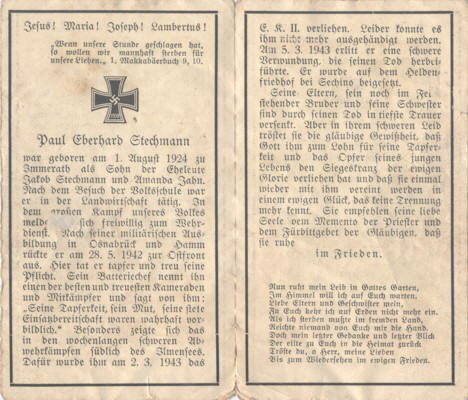 Jesus! Maria! Joseph! Lambertus!
„Wenn unsere Stunde geschlagen hat,
so wollen wir mannhaft sterben für
unsere Lieben.“ 1. Makkabäerbuch 9, 10.
Paul Eberhard Stechmann
war geboren am 1. August 1924 zu
Immerath als Sohn der Eheleute
Jakob Stechmann und Amanda Jahn.
Nach dem Besuch der Volksschule war
er in der Landwirtschaft tätig. In
dem großen Kampf unseres Volkes
meld sich freiwillig zum Wehr-
dienst. Nach seiner militärischen Aus-
bildung in Osnabrück und Hamm
rückte er am 28. 5. 1942 zur Ostfront
aus. Hier tat er tapfer und treu seine
Pflicht. Sein Batteriechef nennt ihn
einen der besten und treuesten Kameraden
und Mitkämpfer und sagt von ihm:
„Seine Tapferkeit, sein Mut, seine stete
Einsatzbereitschaft waren wahrhaft vor-
bildlich.“ Besonders zeigte sich das
in den wochenlangen schweren Ab-
wehrkämpfen südlich des Ilmensees.
Dafür wurde ihm am 2. 3. 1943 das
E. K. II. verliehen. Leider konnte es
ihm nicht mehr ausgehändigt werden.
Am 5. 3. 1943 erlitt er eine schwere
Verwundung, die seinen Tod herbei-
führte. Er wurde auf dem Helden-
friedhof bei Sechino beigesetzt.
Seine Eltern, sein noch im Felde
stehender Bruder und seine Schwester
sind durch seinen Tod in tiefste Trauer
versenkt. Aber in ihrem schweren Leid
tröstet sie die gläubige Gewißheit, daß
Gott ihm zum Lohn für seine Tapfer-
keit und das Opfer seines jungen
Lebens den Siegeskranz der ewigen
Glorie verliehen hat und daß sie einmal
wieder mit ihm vereint werden in
einem ewigen Glück, das keine Trennung
mehr kennt. Sie empfehlen seine liebe
Seele dem Memento der Priester und
dem Fürbittgebet der Gläubigen, daß
sie ruhe
im Frieden.
Nun ruht mein Leib in Gottes Garten,
Im Himmel will ich auf Euch warten.
Liebe Eltern und Geschwister mein,
Zu Euch kehr ich auf Erden nicht mehr ein.
Als ich sterben mußte im fremden Land,
Reichte niemand von Euch mir die Hand.
Doch mein letzter Gedanke und letzter Blick
Der eilte zu Euch in die Heimat zurück
Tröste du, o Herr, meine Lieben
Bis zum Wiedersehen im ewigen Frieden.